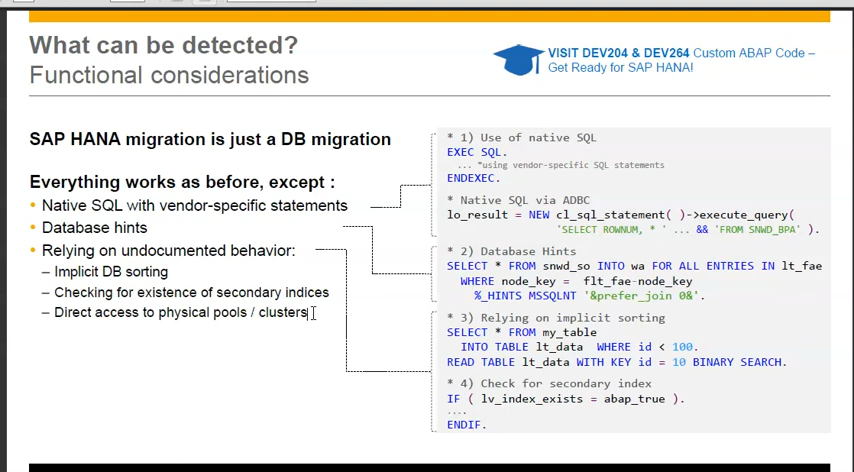 What can be detected?
Functional considerations
VISIT DEV204 & DEV264 Custom ABAP Code –
Get Ready for SAP HANA!
SAP HANA migration is just a DB migration
Everything works as before, except :
• Native SQL with vendor-specific statements
• Database hints
• Relying on undocumented behavior:
– Implicit DB sorting
– Checking for existence of secondary indices
– Direct access to physical pools / clusters
* 1) Use of native SQL
EXEC SQL.
... "using vendor-specific SQL statements
ENDEXEC.
* Native SQL via ADBC
lo_result = NEW cl_sql_statement( )->execute_query(
'SELECT ROWNUM, * ' ... && 'FROM SNWD_BPA' ).
* 2) Database Hints
SELECT * FROM snwd_so INTO wa FOR ALL ENTRIES IN lt_fae
WHERE node_key = flt_fae-node_key
%_HINTS MSSQLNT '&prefer_join 0&'.
* 3) Relying on implicit sorting
SELECT * FROM my_table
INTO TABLE lt_data WHERE id < 100.
READ TABLE lt_data WITH KEY id = 10 BINARY SEARCH.
* 4) Check for secondary index
IF ( lv_index_exists = abap_true ).
....
ENDIF.